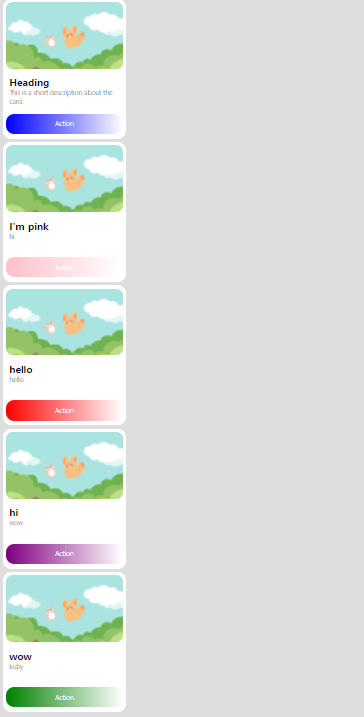 Heading
This is a short description about the
card.
Action
I'm pink
hi
Action
hello
hello
Action
hi
wow
Action
wow
kuby
Action